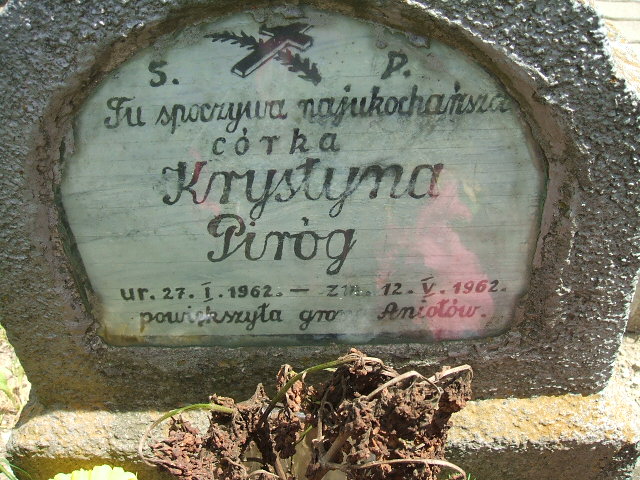 S. P.
Tu spoczywa najukochańsza
córka
Krystyna
Piróg
ur. 27. I. 1962. – zm. 12. V. 1962.
powiększyła grono Aniołów.